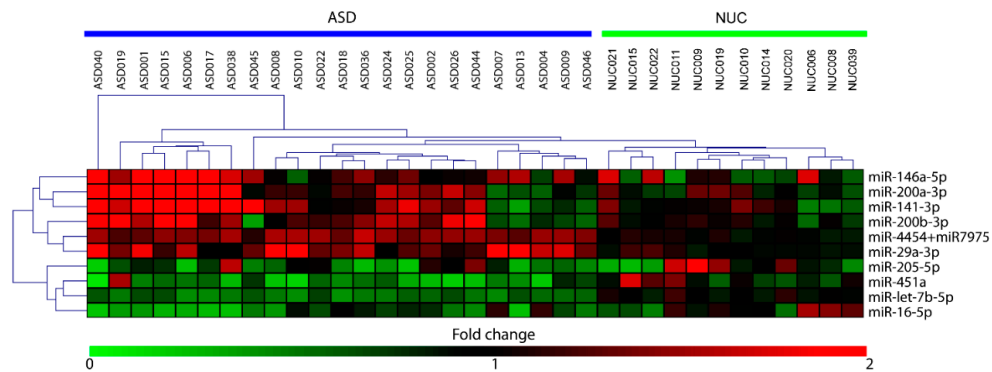 ASD NUC
ASD040 ASD019 ASD001 ASD015 ASD006 ASD017 ASD038 ASD045 ASD008 ASD010 ASD022 ASD018 ASD036 ASD024 ASD025 ASD002 ASD026 ASD044 ASD007 ASD013 ASD004 ASD009 ASD046 NUC021 NUC015 NUC022 NUC011 NUC009 NUC019 NUC010 NUC014 NUC020 NUC006 NUC008 NUC039
miR-146a-5p
miR-200a-3p
miR-141-3p
miR-200b-3p
miR-4454+miR7975
miR-29a-3p
miR-205-5p
miR-451a
miR-let-7b-5p
miR-16-5p
Fold change
0 1 2